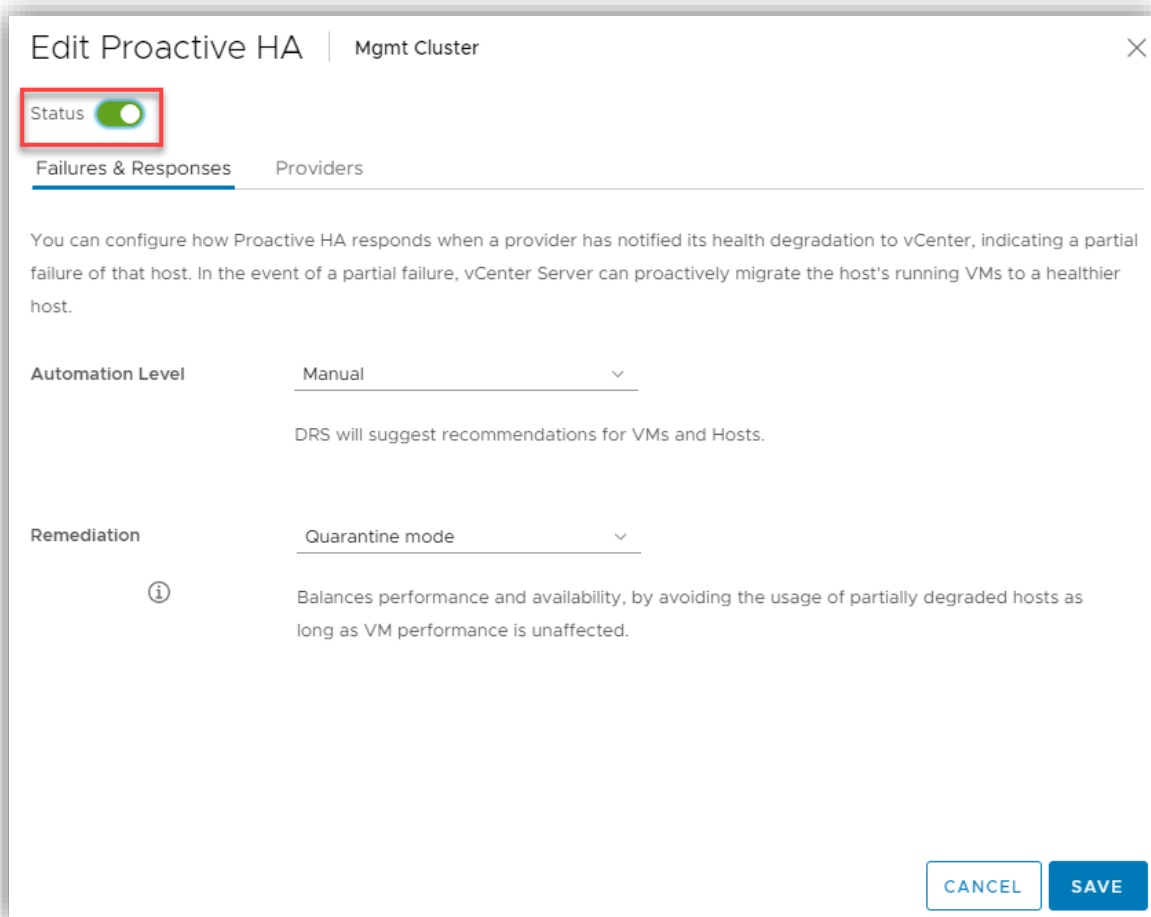 Edit Proactive HA Mgmt Cluster
Status
Failures & Responses Providers
You can configure how Proactive HA responds when a provider has notified its health degradation to vCenter, indicating a partial
failure of that host. In the event of a partial failure, vCenter Server can proactively migrate the host's running VMs to a healthier
host.
Automation Level Manual
DRS will suggest recommendations for VMs and Hosts.
Remediation Quarantine mode
Balances performance and availability, by avoiding the usage of partially degraded hosts as
long as VM performance is unaffected.
CANCEL SAVE